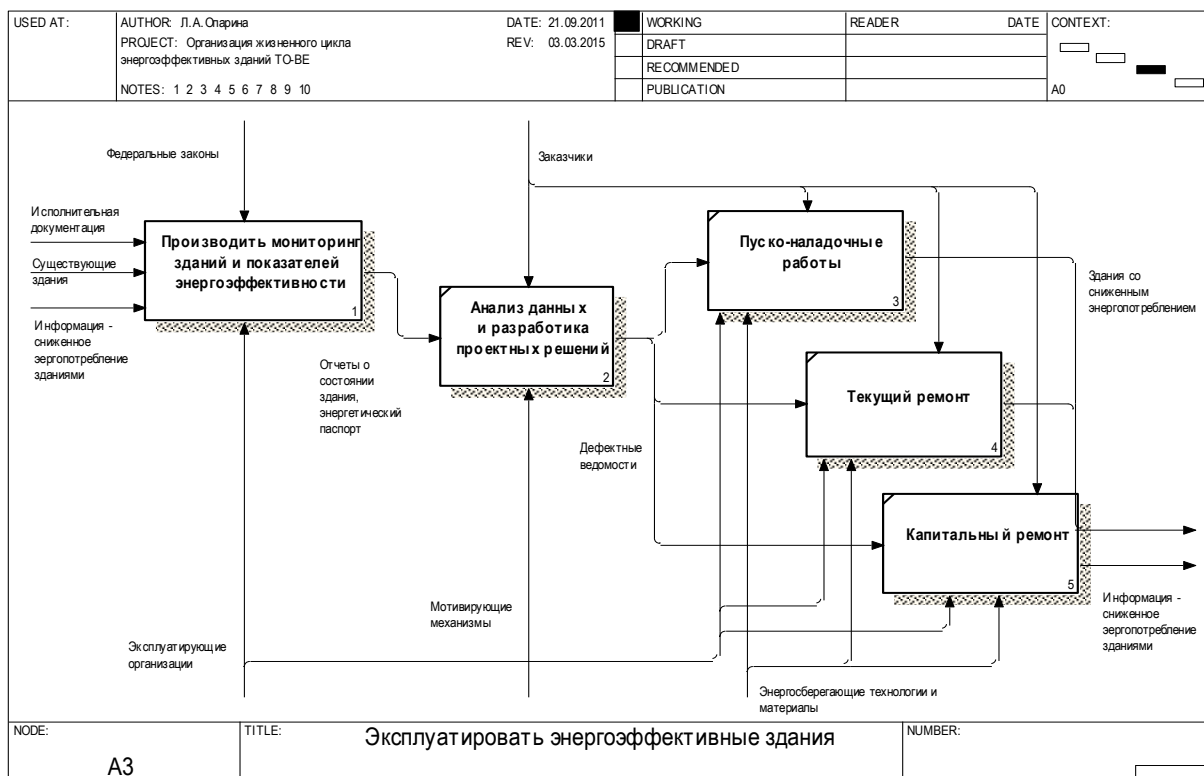 USED AT:
AUTHOR: Л.А.Опарина
DATE: 21.09.2011
WORKING
READER
DATE
CONTEXT:
PROJECT: Организация жизненного цикла
REV: 03.03.2015
DRAFT
энергоэффективных зданий TO-BE
RECOMMENDED
NOTES: 1 2 3 4 5 6 7 8 9 10
PUBLICATION
A0
Федеральные законы
Заказчики
Исполнительная
документация
Существующие
здания
Информация -
сниженное
эергопотребление
зданиями
Производить мониторинг
зданий и показателей
энергоэффективности
1
Отчеты о
состоянии
здания,
энергетический
паспорт
Анализ данных
и разработика
проектных решений
2
Пуско-наладочные
работы
3
Здания со
сниженным
энергопотреблением
Текущий ремонт
4
Дефектные
ведомости
Капитальный ремонт
5
Информация -
сниженное
эергопотребление
зданиями
Мотивирующие
механизмы
Эксплуатирующие
организации
Энергосберегающие технологии и
материалы
NODE:
A3
TITLE:
Эксплуатировать энергоэффективные здания
NUMBER: